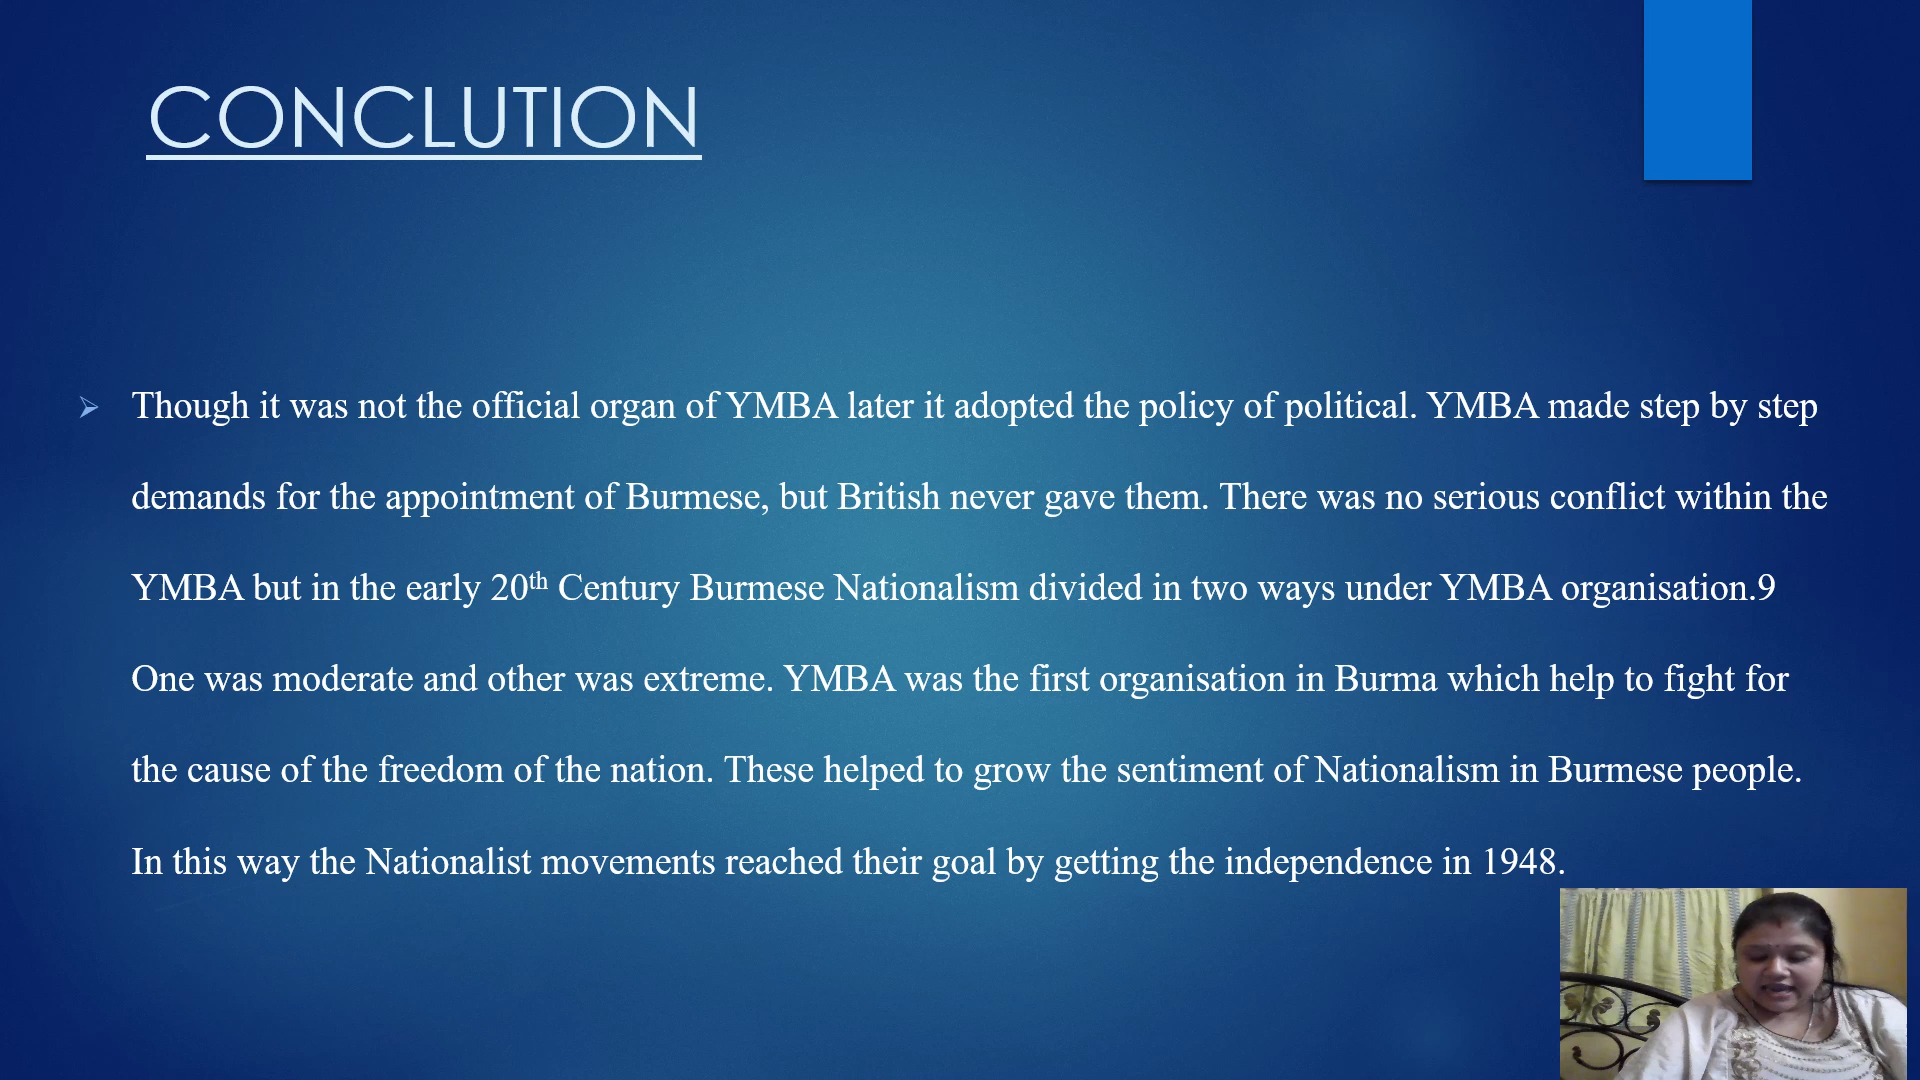 CONCLUTION
Though it was not the official organ of YMBA later it adopted the policy of political. YMBA made step by step
demands for the appointment of Burmese, but British never gave them. There was no serious conflict within the
YMBA but in the early 20th Century Burmese Nationalism divided in two ways under YMBA organisation.9
One was moderate and other was extreme. YMBA was the first organisation in Burma which help to fight for
the cause of the freedom of the nation. These helped to grow the sentiment of Nationalism in Burmese people.
In this way the Nationalist movements reached their goal by getting the independence in 1948.